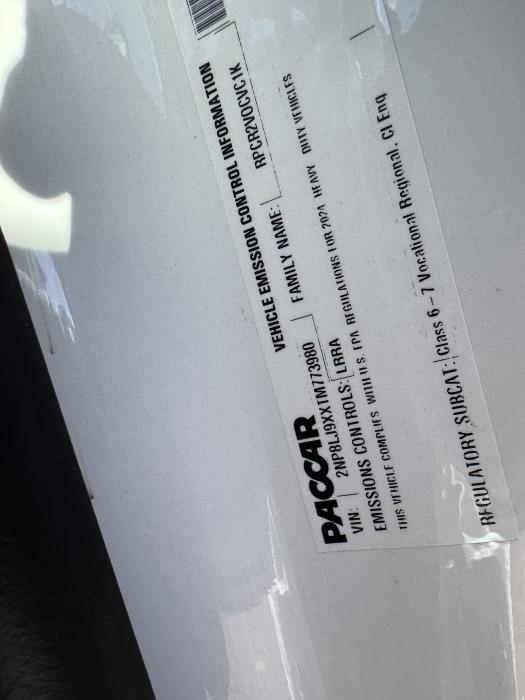 VEHICLE EMISSION CONTROL INFORMATION
PACCAR
FAMILY NAME: RPCR2VOCVC1K
VIN: 2NP8LJ9XXTM773980
EMISSIONS CONTROLS: LRRA
THIS VEHICLE COMPLIES WITH U.S. EPA REGULATIONS FOR 2024 HEAVY DUTY VEHICLES
REGULATORY SUBCAT: Class 6-7 Vocational Regional, CI Eng